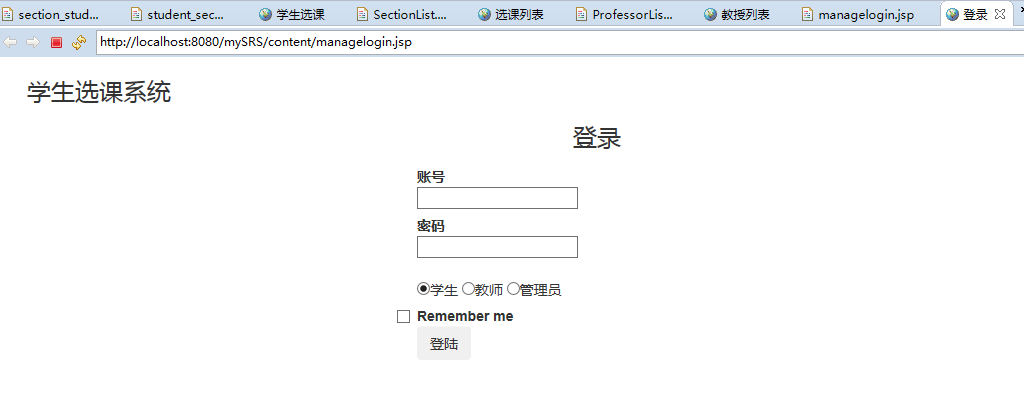 section_stud... student_sec... 学生选课 SectionList.... 选课列表 ProfessorLis... 教授列表 managelogin.jsp 登录
http://localhost:8080/mySRS/content/managelogin.jsp
学生选课系统
登录
账号
密码
学生 教师 管理员
Remember me
登陆